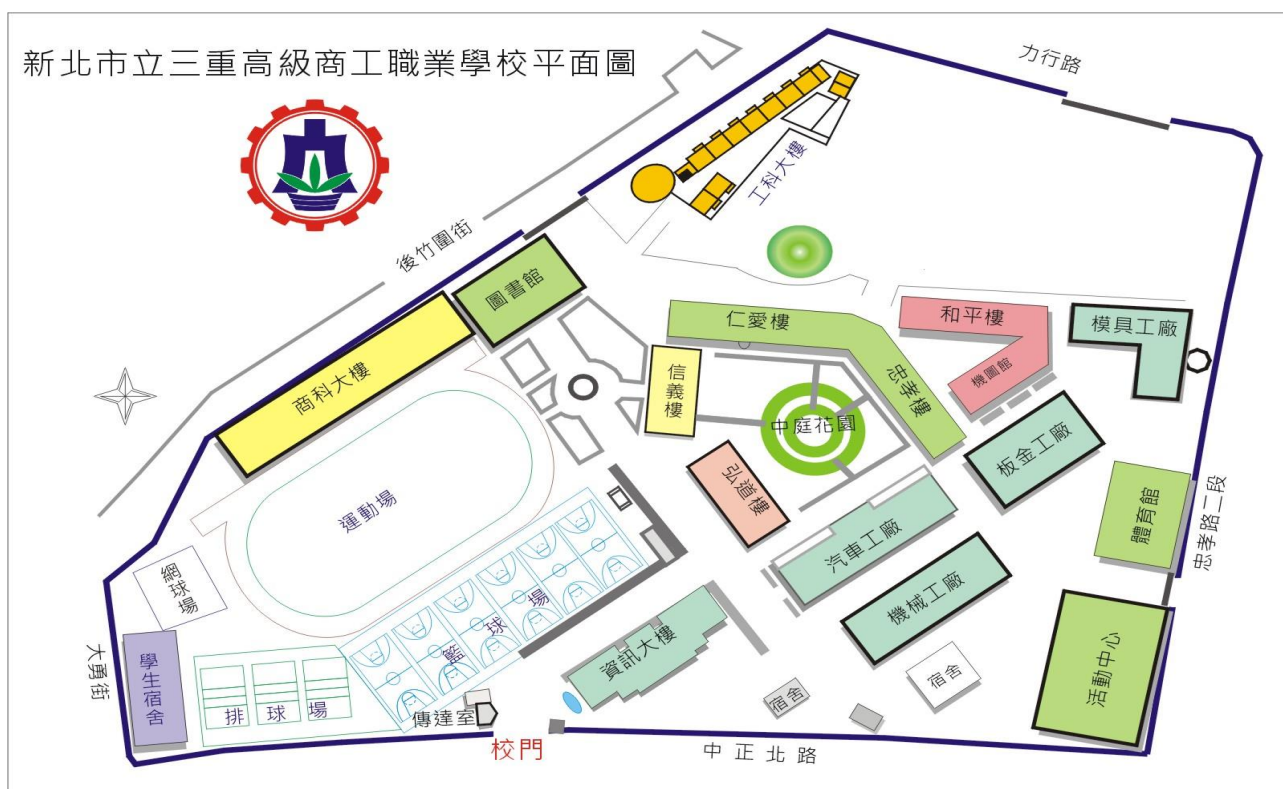 新北市立三重高級商工職業學校平面圖
力行路
工科大樓
後竹圍街
圖書館
商科大樓
仁愛樓
和平樓
模具工廠
信義樓
忠孝樓
機圖館
中庭花園
板金工廠
弘道樓
運動場
體育館
忠孝路二段
汽車工廠
網球場
機械工廠
籃球場
資訊大樓
學生宿舍
大勇街
排球場
宿舍
宿舍
活動中心
傳達室
校門
中正北路